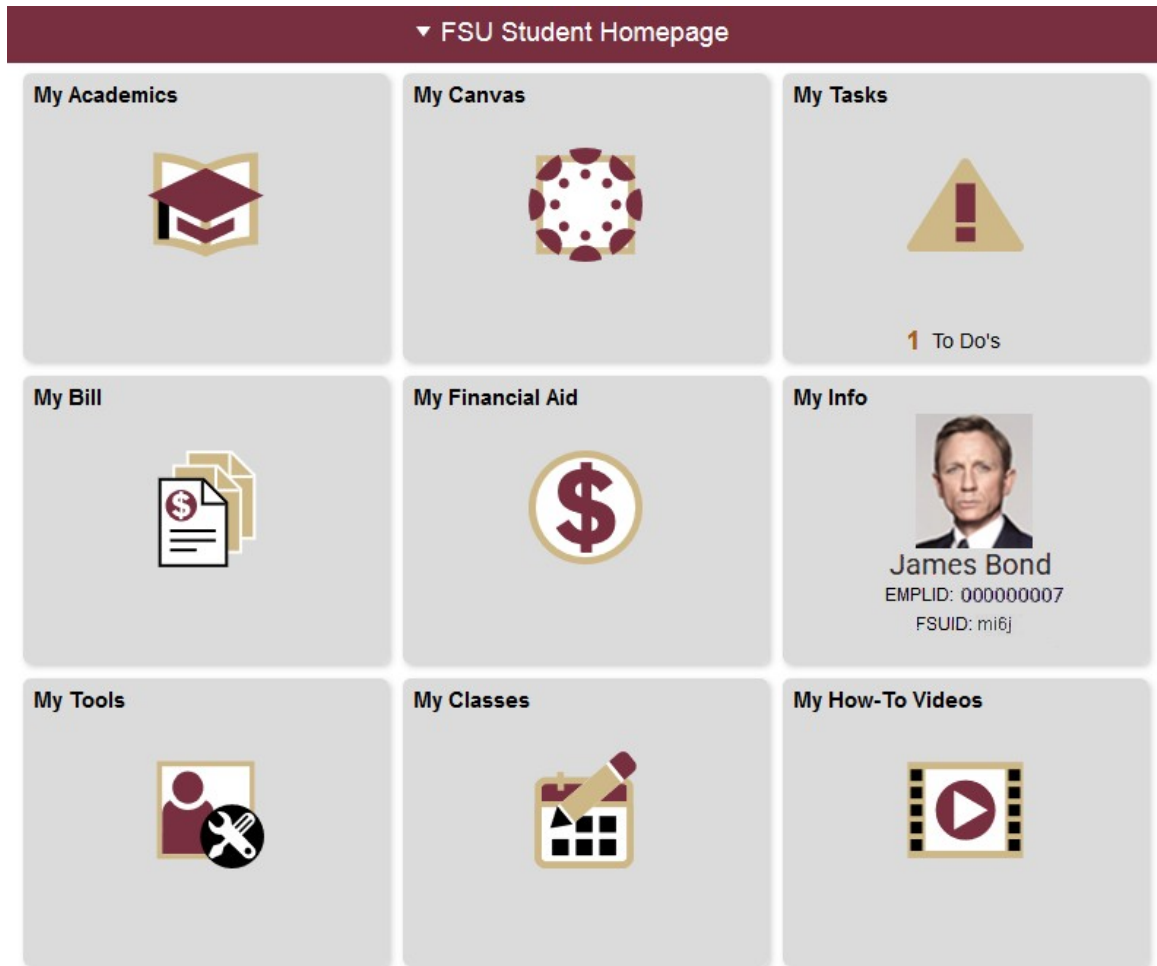 FSU Student Homepage
My Academics
My Canvas
My Tasks
1 To Do's
My Bill
My Financial Aid
My Info
James Bond
EMPLID: 000000007
FSUID: mi6j
My Tools
My Classes
My How-To Videos